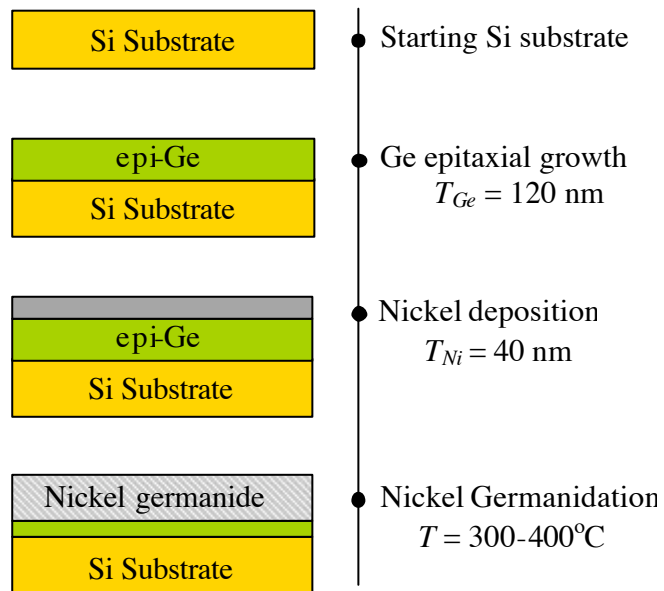 Si Substrate
Starting Si substrate
epi-Ge
Si Substrate
Ge epitaxial growth
T_Ge = 120 nm
epi-Ge
Si Substrate
Nickel deposition
T_Ni = 40 nm
Nickel germanide
Si Substrate
Nickel Germanidation
T = 300-400°C